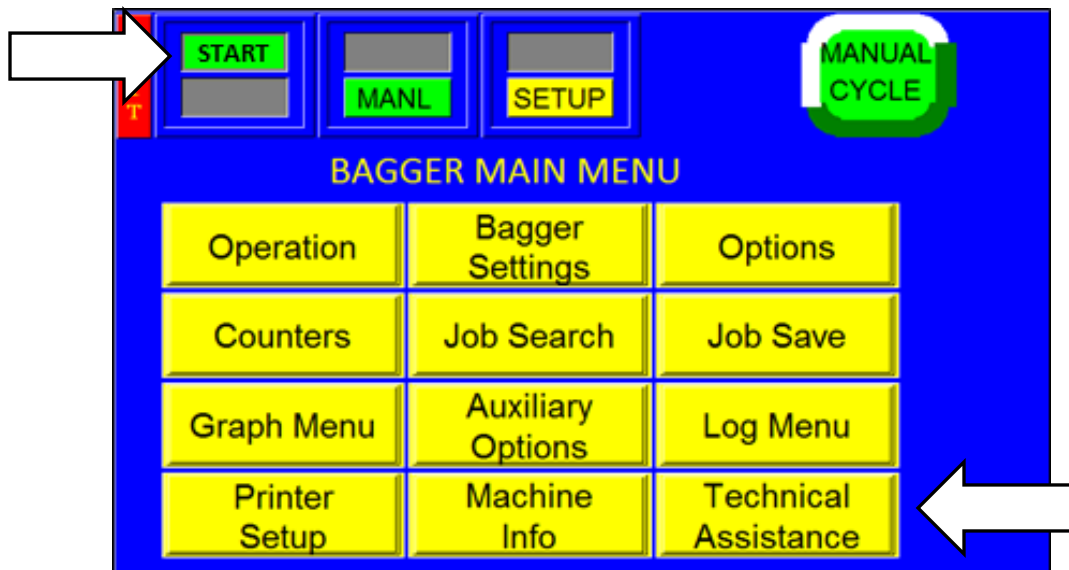 START
MANL
SETUP
MANUAL
CYCLE
T
BAGGER MAIN MENU
Operation
Bagger
Settings
Options
Counters
Job Search
Job Save
Graph Menu
Auxiliary
Options
Log Menu
Printer
Setup
Machine
Info
Technical
Assistance